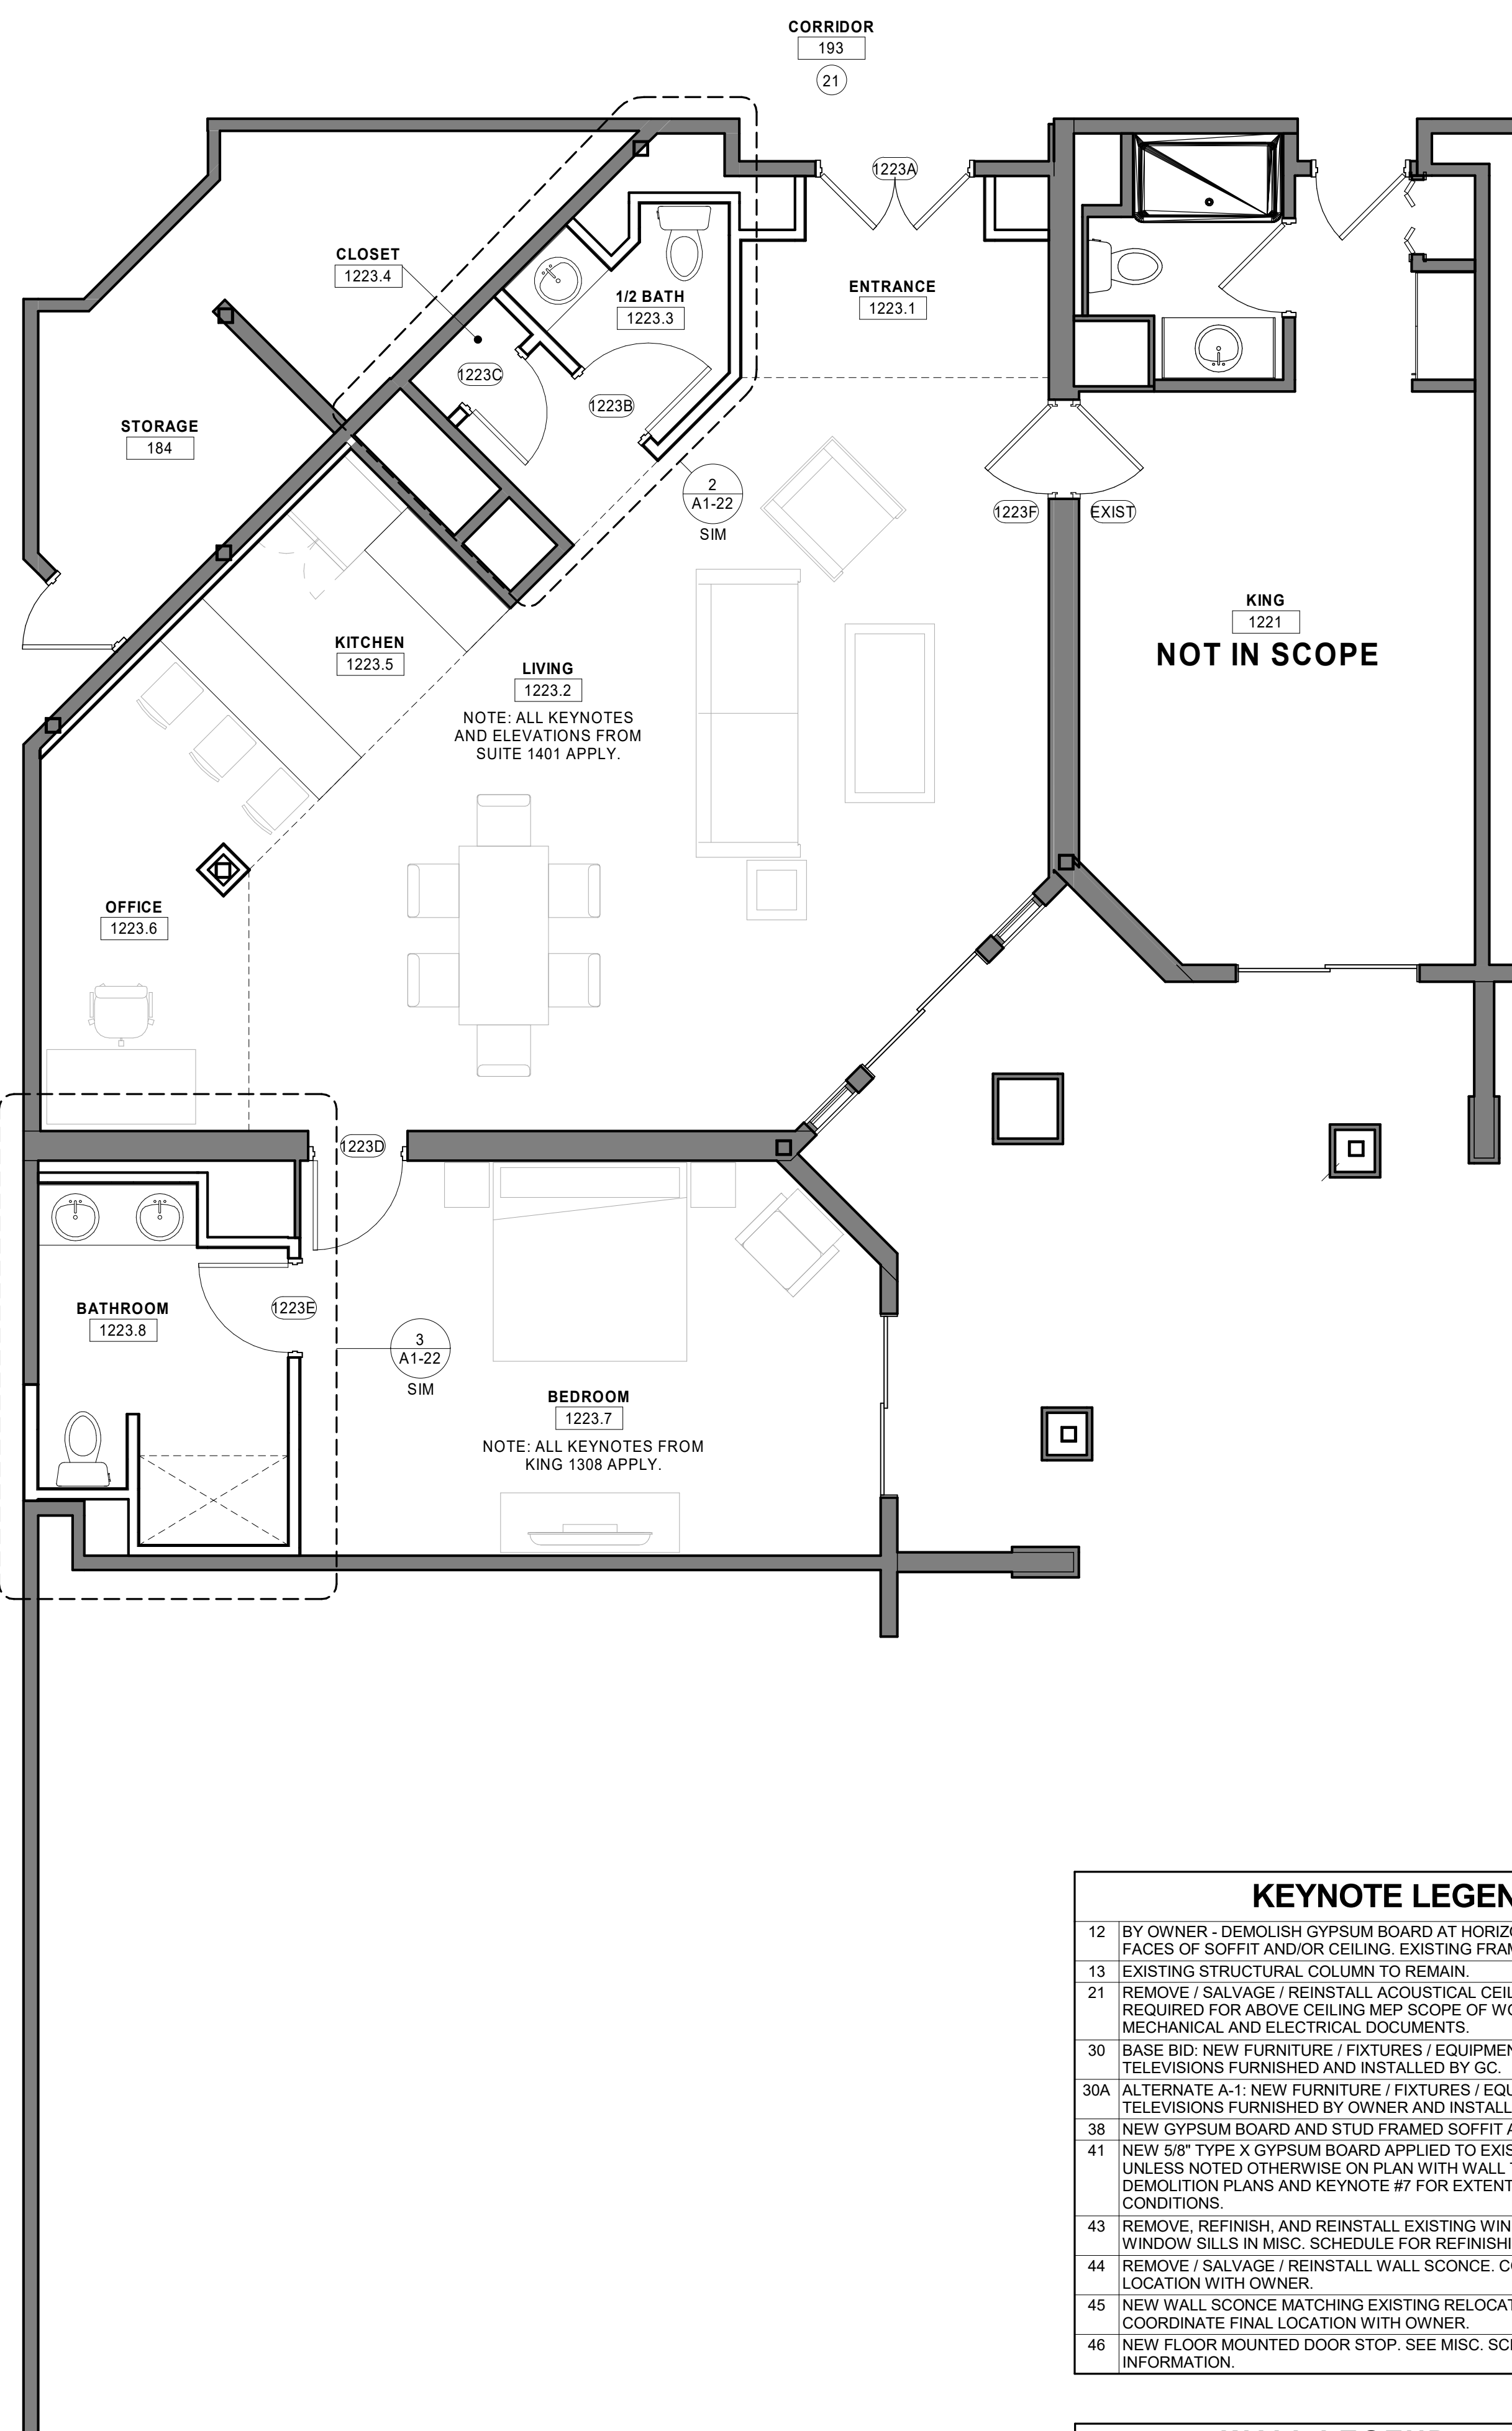 CORRIDOR
193
21
1223A
CLOSET
1223.4
1/2 BATH
1223.3
ENTRANCE
1223.1
1223C
1223B
STORAGE
184
2
A1-22
SIM
1223F
EXIST
KING
1221
NOT IN SCOPE
KITCHEN
1223.5
LIVING
1223.2
NOTE: ALL KEYNOTES
AND ELEVATIONS FROM
SUITE 1401 APPLY.
OFFICE
1223.6
1223D
BATHROOM
1223.8
1223E
3
A1-22
SIM
BEDROOM
1223.7
NOTE: ALL KEYNOTES FROM
KING 1308 APPLY.
KEYNOTE LEGEN
12 BY OWNER - DEMOLISH GYPSUM BOARD AT HORIZ
FACES OF SOFFIT AND/OR CEILING. EXISTING FRA
13 EXISTING STRUCTURAL COLUMN TO REMAIN.
21 REMOVE / SALVAGE / REINSTALL ACOUSTICAL CEIL
REQUIRED FOR ABOVE CEILING MEP SCOPE OF W
MECHANICAL AND ELECTRICAL DOCUMENTS.
30 BASE BID: NEW FURNITURE / FIXTURES / EQUIPMEN
TELEVISIONS FURNISHED AND INSTALLED BY GC.
30A ALTERNATE A-1: NEW FURNITURE / FIXTURES / EQU
TELEVISIONS FURNISHED BY OWNER AND INSTALL
38 NEW GYPSUM BOARD AND STUD FRAMED SOFFIT A
41 NEW 5/8" TYPE X GYPSUM BOARD APPLIED TO EXIS
UNLESS NOTED OTHERWISE ON PLAN WITH WALL
DEMOLITION PLANS AND KEYNOTE #7 FOR EXTENT
CONDITIONS.
43 REMOVE, REFINISH, AND REINSTALL EXISTING WIN
WINDOW SILLS IN MISC. SCHEDULE FOR REFINISHI
44 REMOVE / SALVAGE / REINSTALL WALL SCONCE. C
LOCATION WITH OWNER.
45 NEW WALL SCONCE MATCHING EXISTING RELOCAT
COORDINATE FINAL LOCATION WITH OWNER.
46 NEW FLOOR MOUNTED DOOR STOP. SEE MISC. SC
INFORMATION.